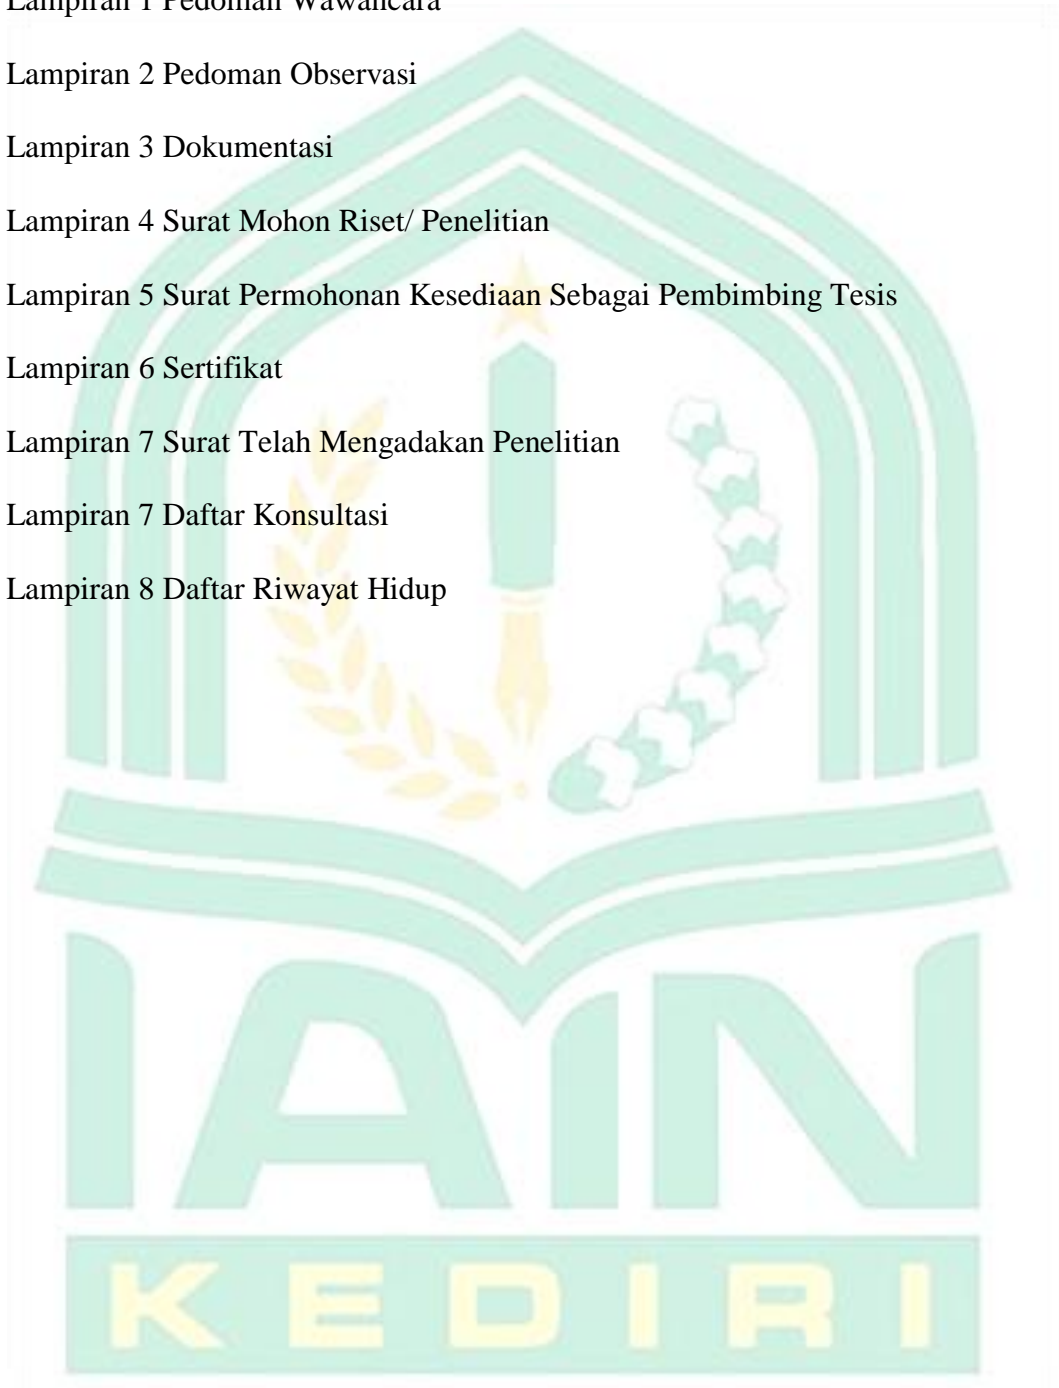 Lampiran 1 Pedoman Wawancara
Lampiran 2 Pedoman Observasi
Lampiran 3 Dokumentasi
Lampiran 4 Surat Mohon Riset/ Penelitian
Lampiran 5 Surat Permohonan Kesediaan Sebagai Pembimbing Tesis
Lampiran 6 Sertifikat
Lampiran 7 Surat Telah Mengadakan Penelitian
Lampiran 7 Daftar Konsultasi
Lampiran 8 Daftar Riwayat Hidup
IAIN
KEDIRI